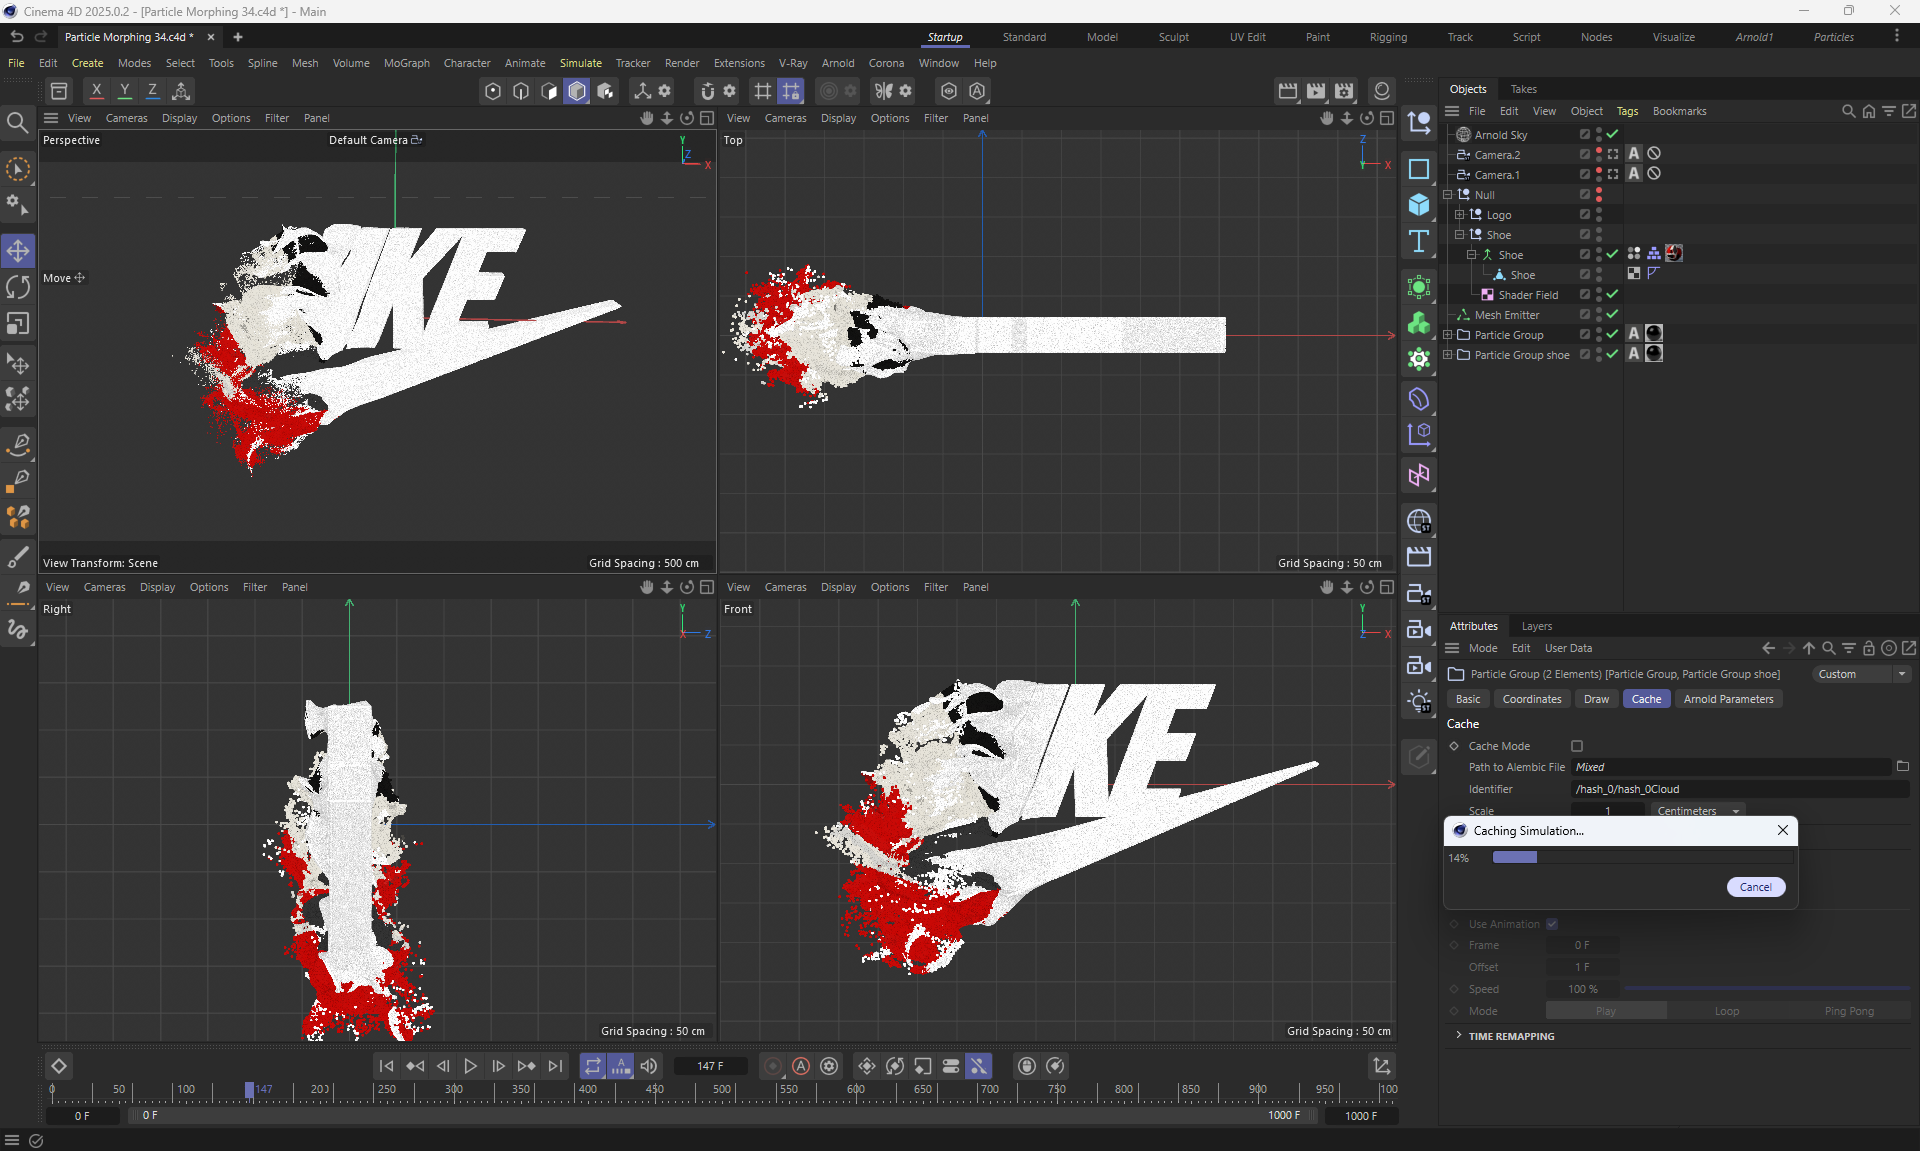 Cinema 4D 2025.0.2 - [Particle Morphing 34.c4d *] - Main
Particle Morphing 34.c4d *
Startup Standard Model Sculpt UV Edit Paint Rigging Track Script Nodes Visualize Arnold1 Particles
File Edit Create Modes Select Tools Spline Mesh Volume MoGraph Character Animate Simulate Tracker Render Extensions V-Ray Arnold Corona Window Help
X Y Z
Objects Takes
File Edit View Object Tags Bookmarks
View Cameras Display Options Filter Panel
Perspective
Default Camera
Y
Z
X
Move
NIKE
View Transform: Scene
Grid Spacing : 500 cm
View Cameras Display Options Filter Panel
Top
Z
Y
X
Grid Spacing : 50 cm
View Cameras Display Options Filter Panel
Right
Y
X
Z
Grid Spacing : 50 cm
View Cameras Display Options Filter Panel
Front
Y
Z
X
NIKE
Grid Spacing : 50 cm
Arnold Sky
Camera.2
A
Camera.1
A
Null
Logo
Shoe
Shoe
Shoe
Shader Field
Mesh Emitter
Particle Group
A
Particle Group shoe
A
ST
ST
ST
Attributes Layers
Mode Edit User Data
Particle Group (2 Elements) [Particle Group, Particle Group shoe]
Custom
Basic Coordinates Draw Cache Arnold Parameters
Cache
Cache Mode
Path to Alembic File Mixed
Identifier /hash_0/hash_0Cloud
Scale 1 Centimeters
Caching Simulation...
14%
Cancel
Use Animation
Frame 0 F
Offset 1 F
Speed 100 %
Mode Play Loop Ping Pong
TIME REMAPPING
A
147 F
A
0 50 100 147 201 250 300 350 400 450 500 550 600 650 700 750 800 850 900 950 100
0 F
0 F
1000 F
1000 F